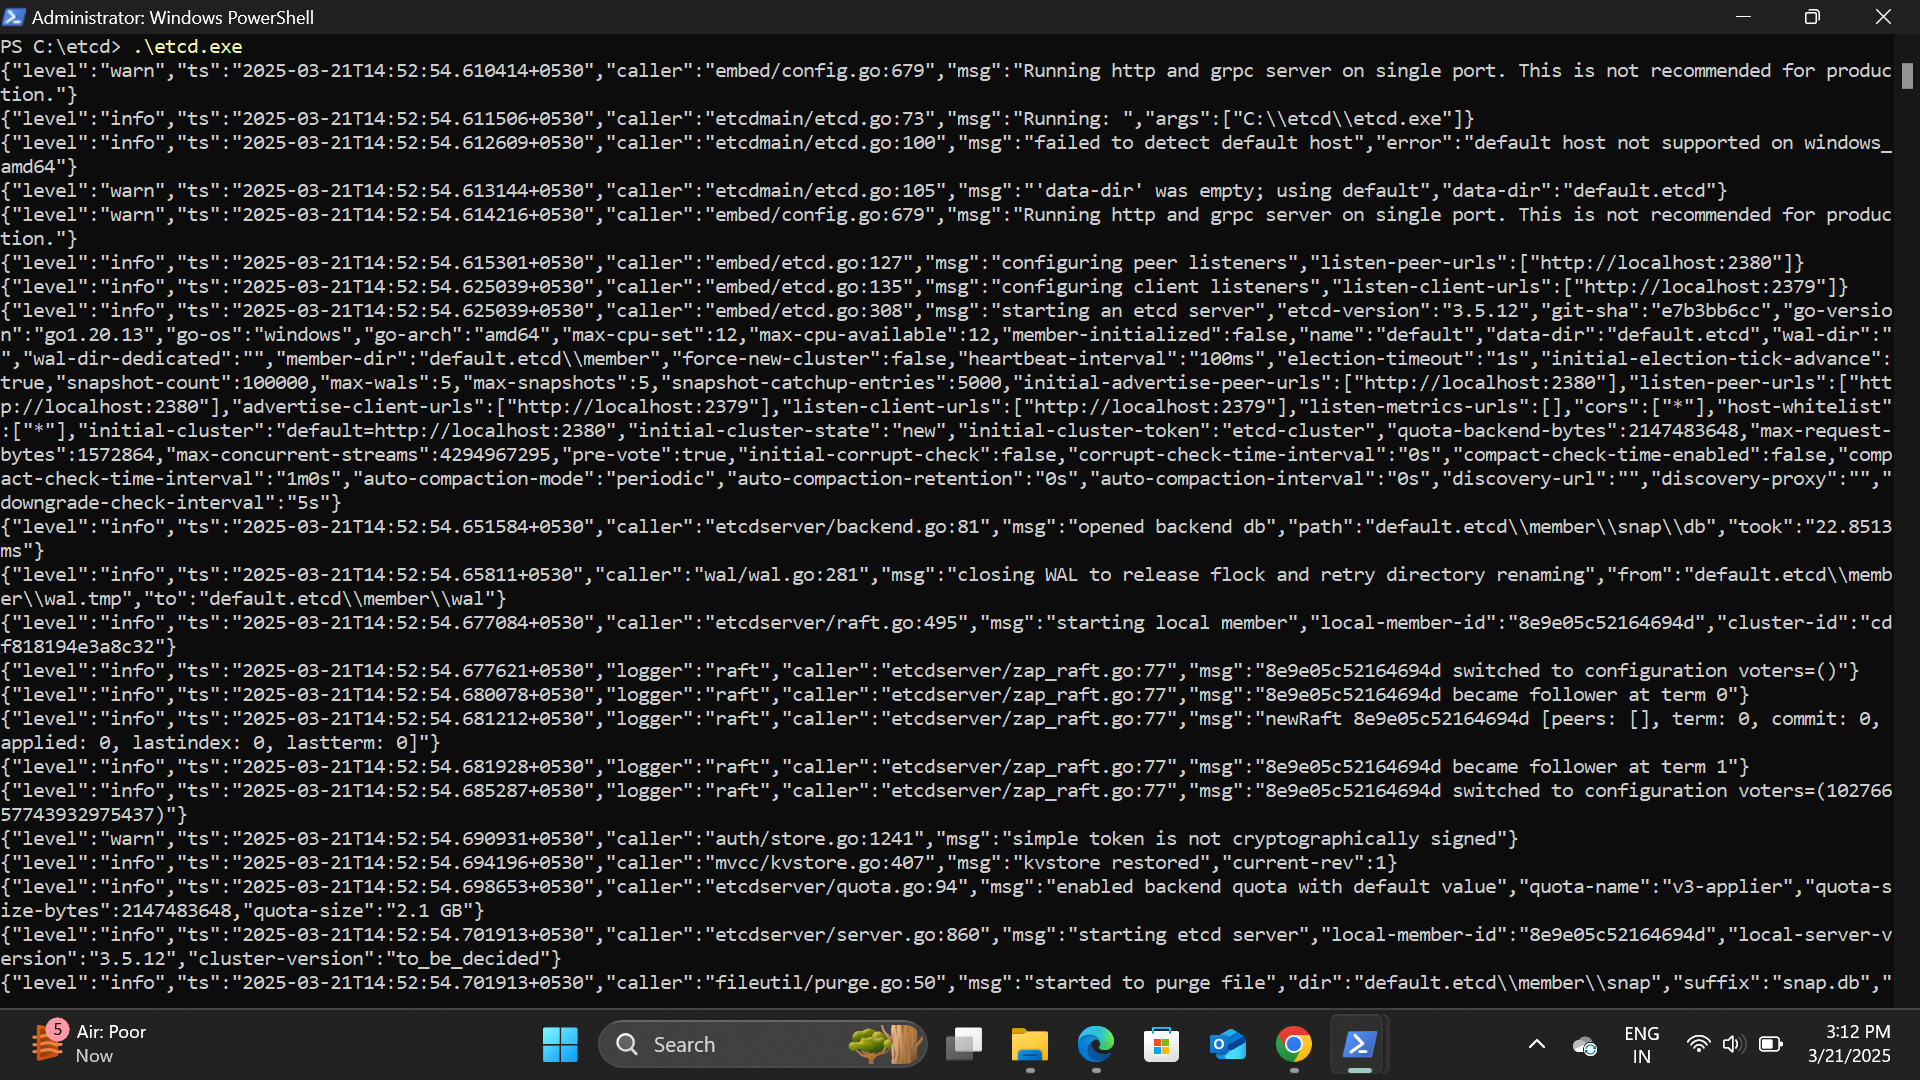 Administrator: Windows PowerShell
PS C:\etcd> .\etcd.exe
{"level":"warn","ts":"2025-03-21T14:52:54.610414+0530","caller":"embed/config.go:679","msg":"Running http and grpc server on single port. This is not recommended for produc
tion."}
{"level":"info","ts":"2025-03-21T14:52:54.611506+0530","caller":"etcdmain/etcd.go:73","msg":"Running: ","args":["C:\\etcd\\etcd.exe"]}
{"level":"info","ts":"2025-03-21T14:52:54.612609+0530","caller":"etcdmain/etcd.go:100","msg":"failed to detect default host","error":"default host not supported on windows_
amd64"}
{"level":"warn","ts":"2025-03-21T14:52:54.613144+0530","caller":"etcdmain/etcd.go:105","msg":"'data-dir' was empty; using default","data-dir":"default.etcd"}
{"level":"warn","ts":"2025-03-21T14:52:54.614216+0530","caller":"embed/config.go:679","msg":"Running http and grpc server on single port. This is not recommended for produc
tion."}
{"level":"info","ts":"2025-03-21T14:52:54.615301+0530","caller":"embed/etcd.go:127","msg":"configuring peer listeners","listen-peer-urls":["http://localhost:2380"]}
{"level":"info","ts":"2025-03-21T14:52:54.625039+0530","caller":"embed/etcd.go:135","msg":"configuring client listeners","listen-client-urls":["http://localhost:2379"]}
{"level":"info","ts":"2025-03-21T14:52:54.625039+0530","caller":"embed/etcd.go:308","msg":"starting an etcd server","etcd-version":"3.5.12","git-sha":"e7b3bb6cc","go-versio
n":"go1.20.13","go-os":"windows","go-arch":"amd64","max-cpu-set":12,"max-cpu-available":12,"member-initialized":false,"name":"default","data-dir":"default.etcd","wal-dir":"
","wal-dir-dedicated":"","member-dir":"default.etcd\\member","force-new-cluster":false,"heartbeat-interval":"100ms","election-timeout":"1s","initial-election-tick-advance":
true,"snapshot-count":100000,"max-wals":5,"max-snapshots":5,"snapshot-catchup-entries":5000,"initial-advertise-peer-urls":["http://localhost:2380"],"listen-peer-urls":["htt
p://localhost:2380"],"advertise-client-urls":["http://localhost:2379"],"listen-client-urls":["http://localhost:2379"],"listen-metrics-urls":[],"cors":["*"],"host-whitelist"
:["*"],"initial-cluster":"default=http://localhost:2380","initial-cluster-state":"new","initial-cluster-token":"etcd-cluster","quota-backend-bytes":2147483648,"max-request-
bytes":1572864,"max-concurrent-streams":4294967295,"pre-vote":true,"initial-corrupt-check":false,"corrupt-check-time-interval":"0s","compact-check-time-enabled":false,"comp
act-check-time-interval":"1m0s","auto-compaction-mode":"periodic","auto-compaction-retention":"0s","auto-compaction-interval":"0s","discovery-url":"","discovery-proxy":"","
downgrade-check-interval":"5s"}
{"level":"info","ts":"2025-03-21T14:52:54.651584+0530","caller":"etcdserver/backend.go:81","msg":"opened backend db","path":"default.etcd\\member\\snap\\db","took":"22.8513
ms"}
{"level":"info","ts":"2025-03-21T14:52:54.65811+0530","caller":"wal/wal.go:281","msg":"closing WAL to release flock and retry directory renaming","from":"default.etcd\\memb
er\\wal.tmp","to":"default.etcd\\member\\wal"}
{"level":"info","ts":"2025-03-21T14:52:54.677084+0530","caller":"etcdserver/raft.go:495","msg":"starting local member","local-member-id":"8e9e05c52164694d","cluster-id":"cd
f818194e3a8c32"}
{"level":"info","ts":"2025-03-21T14:52:54.677621+0530","logger":"raft","caller":"etcdserver/zap_raft.go:77","msg":"8e9e05c52164694d switched to configuration voters=()"}
{"level":"info","ts":"2025-03-21T14:52:54.680078+0530","logger":"raft","caller":"etcdserver/zap_raft.go:77","msg":"8e9e05c52164694d became follower at term 0"}
{"level":"info","ts":"2025-03-21T14:52:54.681212+0530","logger":"raft","caller":"etcdserver/zap_raft.go:77","msg":"newRaft 8e9e05c52164694d [peers: [], term: 0, commit: 0,
applied: 0, lastindex: 0, lastterm: 0]"}
{"level":"info","ts":"2025-03-21T14:52:54.681928+0530","logger":"raft","caller":"etcdserver/zap_raft.go:77","msg":"8e9e05c52164694d became follower at term 1"}
{"level":"info","ts":"2025-03-21T14:52:54.685287+0530","logger":"raft","caller":"etcdserver/zap_raft.go:77","msg":"8e9e05c52164694d switched to configuration voters=(102766
57743932975437)"}
{"level":"warn","ts":"2025-03-21T14:52:54.690931+0530","caller":"auth/store.go:1241","msg":"simple token is not cryptographically signed"}
{"level":"info","ts":"2025-03-21T14:52:54.694196+0530","caller":"mvcc/kvstore.go:407","msg":"kvstore restored","current-rev":1}
{"level":"info","ts":"2025-03-21T14:52:54.698653+0530","caller":"etcdserver/quota.go:94","msg":"enabled backend quota with default value","quota-name":"v3-applier","quota-s
ize-bytes":2147483648,"quota-size":"2.1 GB"}
{"level":"info","ts":"2025-03-21T14:52:54.701913+0530","caller":"etcdserver/server.go:860","msg":"starting etcd server","local-member-id":"8e9e05c52164694d","local-server-v
ersion":"3.5.12","cluster-version":"to_be_decided"}
{"level":"info","ts":"2025-03-21T14:52:54.701913+0530","caller":"fileutil/purge.go:50","msg":"started to purge file","dir":"default.etcd\\member\\snap","suffix":"snap.db","
5
Air: Poor
Now
Search
ENG
IN
3:12 PM
3/21/2025